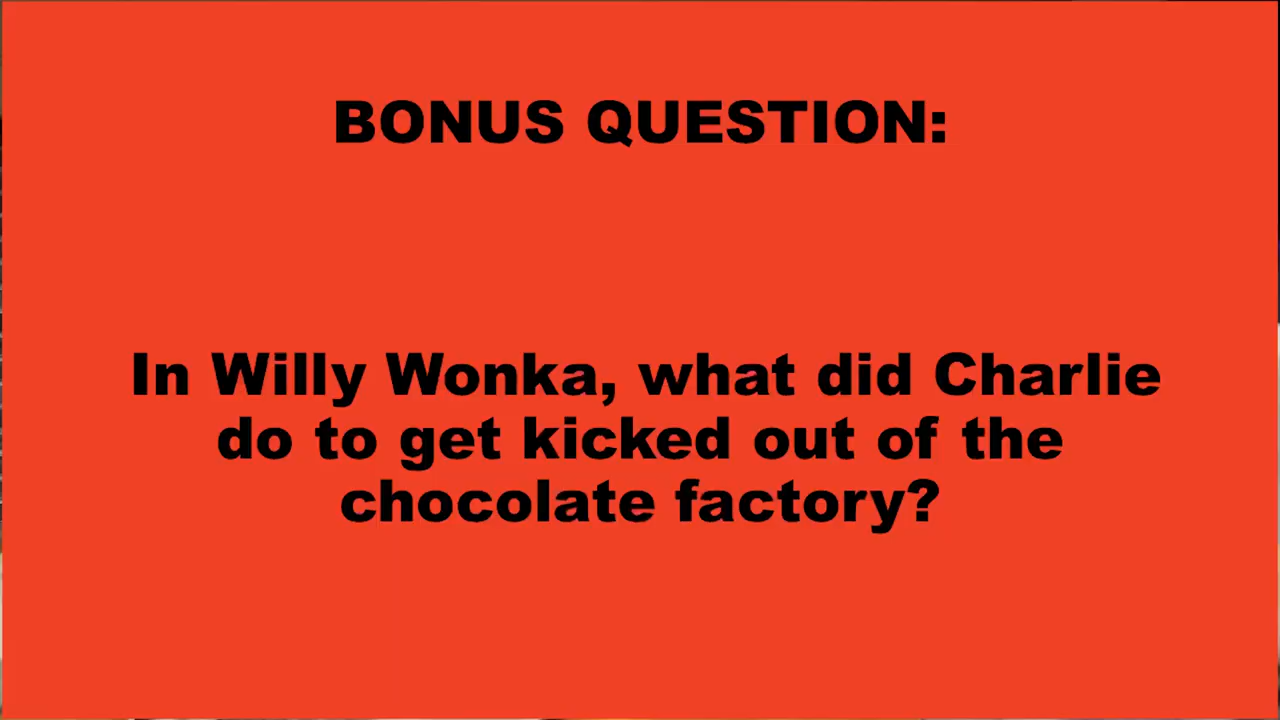 BONUS QUESTION:
In Willy Wonka, what did Charlie
do to get kicked out of the
chocolate factory?